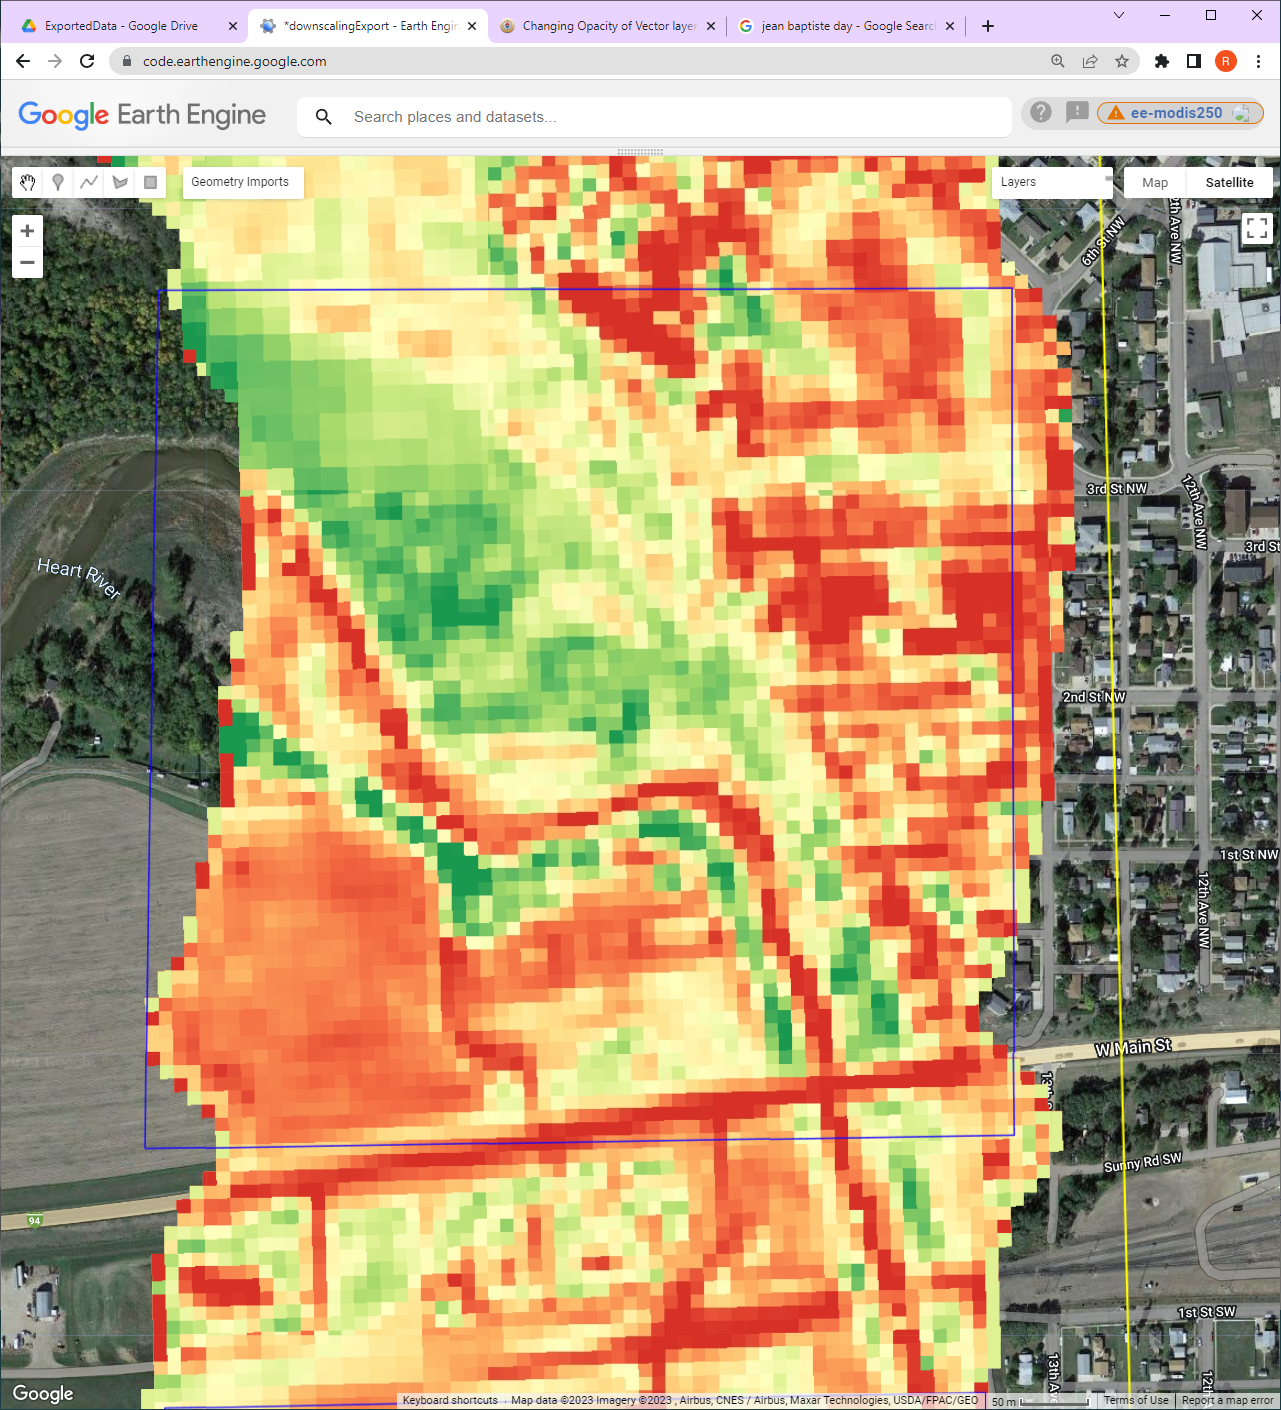 ExportedData - Google Drive
*downscalingExport - Earth Engin
Changing Opacity of Vector layer
jean baptiste day - Google Search
code.earthengine.google.com
R
Google Earth Engine
Search places and datasets...
ee-modis250
Geometry Imports
Layers
Map
Satellite
6th St NW
12th Ave NW
3rd St NW
3rd St
Heart River
2nd St NW
1st St NW
12th Ave NW
W Main St
Sunny Rd SW
94
1st St SW
13th Av
12th
Google
Keyboard shortcuts
Map data ©2023 Imagery ©2023 , Airbus, CNES / Airbus, Maxar Technologies, USDA/FPAC/GEO
50 m
Terms of Use
Report a map error